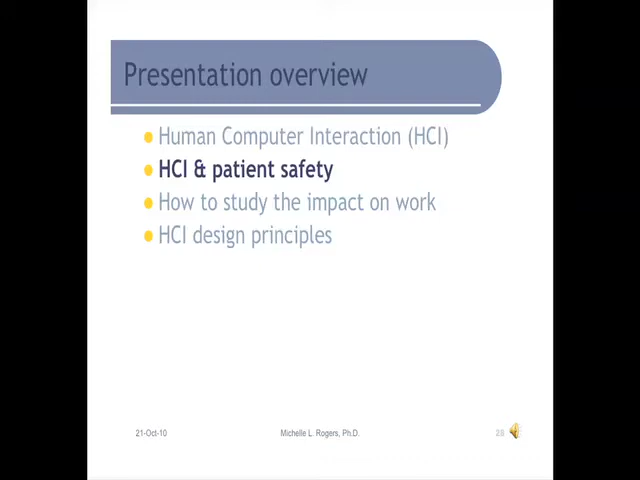 Presentation overview
Human Computer Interaction (HCI)
HCI & patient safety
How to study the impact on work
HCI design principles
21-Oct-10
Michelle L. Rogers, Ph.D.